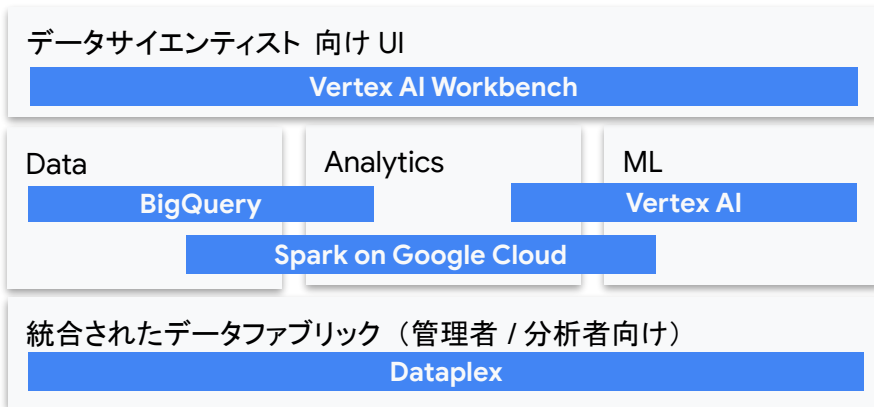 データサイエンティスト 向け UI
Vertex AI Workbench
Data
Analytics
ML
BigQuery
Vertex AI
Spark on Google Cloud
統合されたデータファブリック （管理者 / 分析者向け）
Dataplex